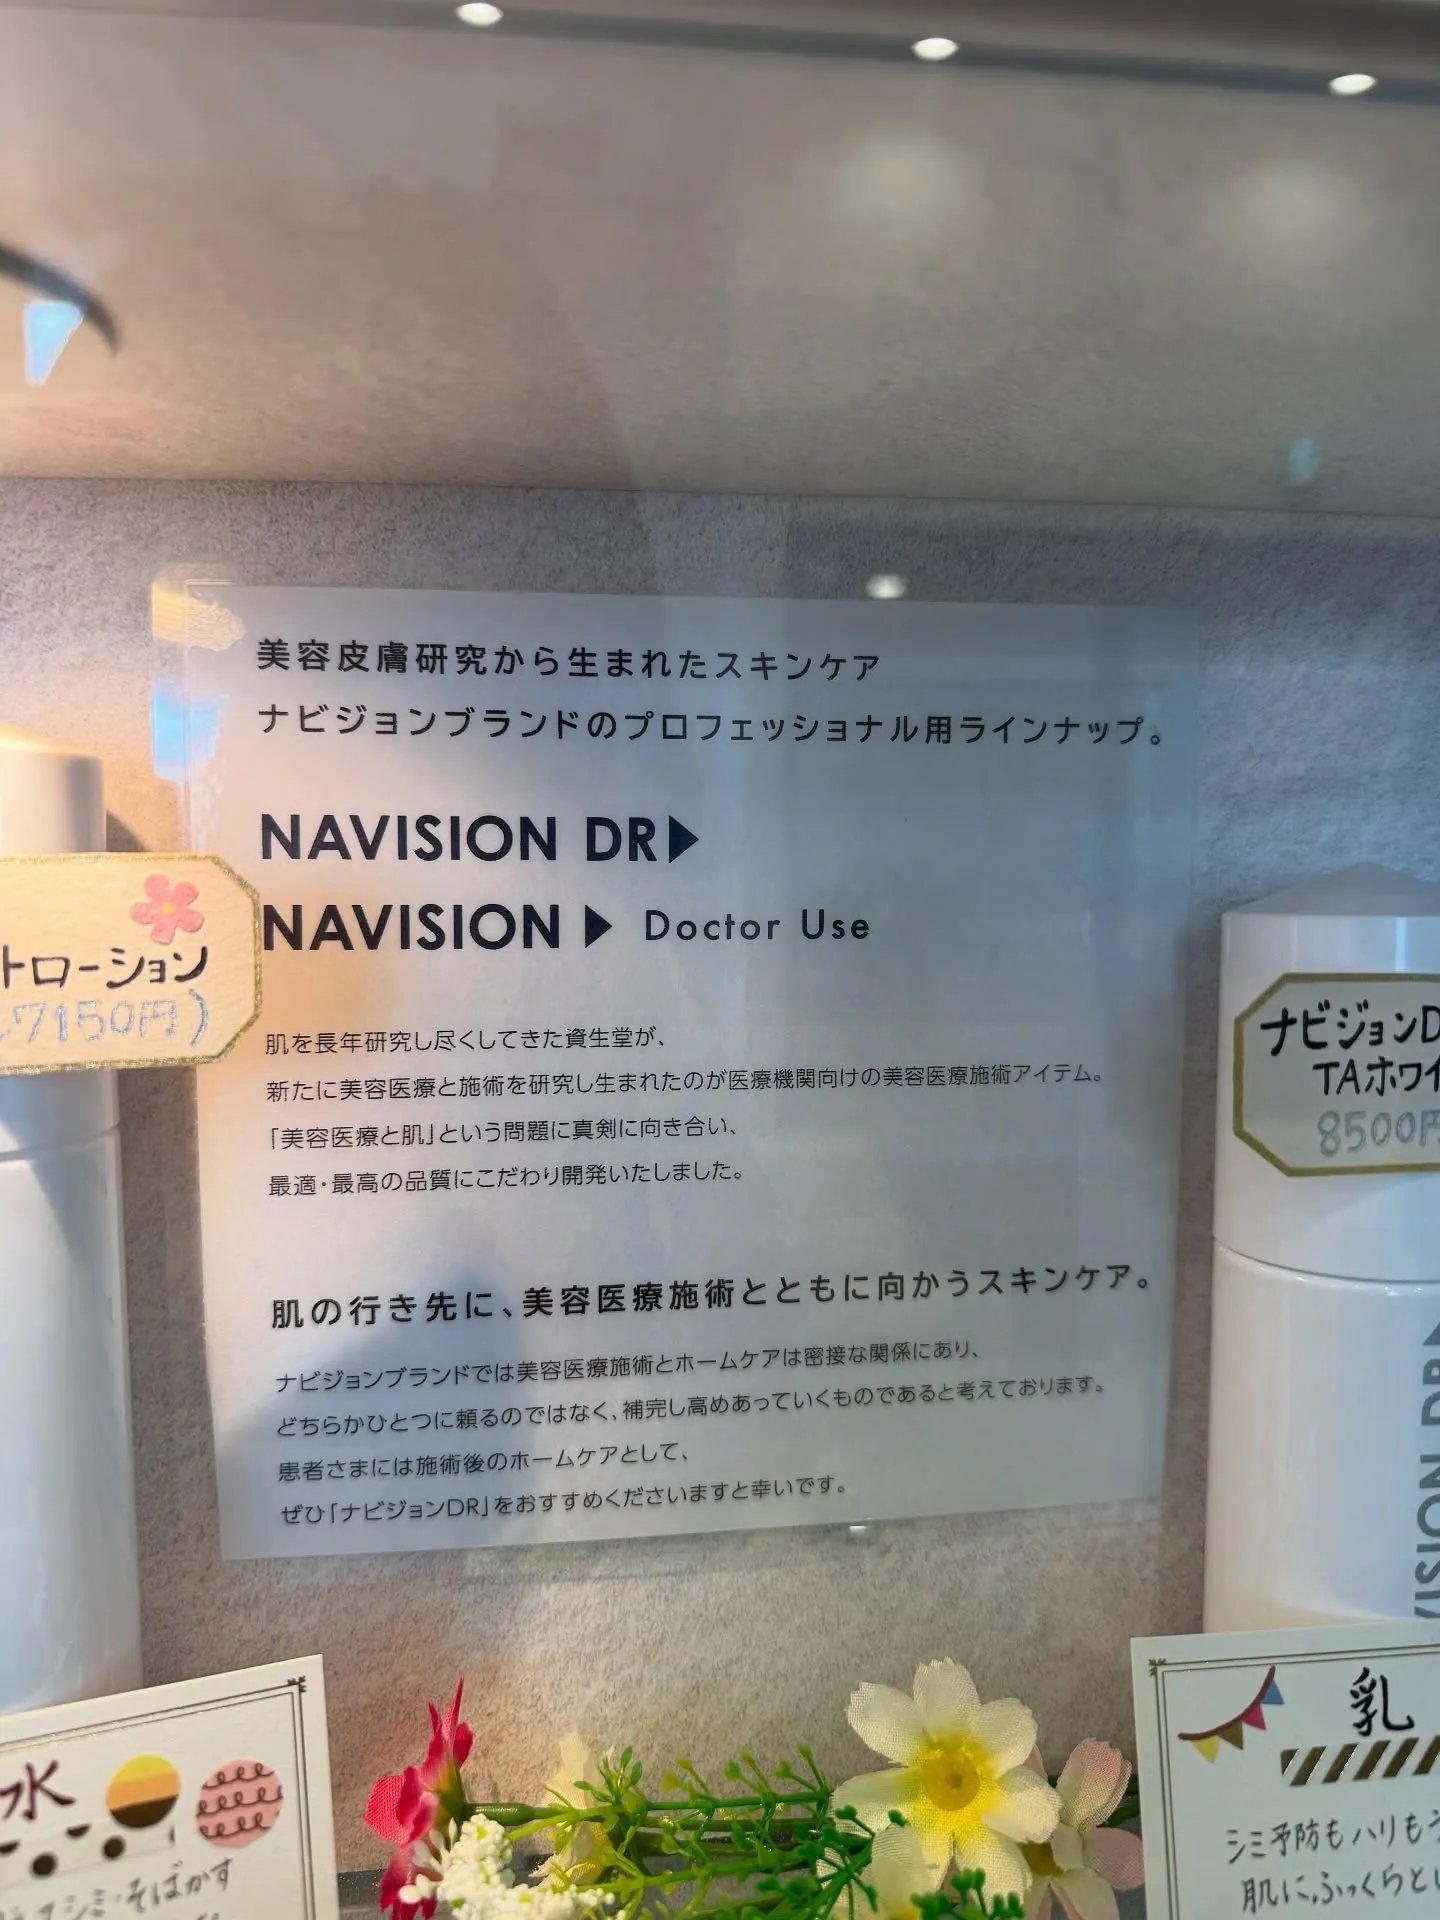 美容皮膚研究から生まれたスキンケア
ナビジョンブランドのプロフェッショナル用ラインナップ。
NAVISION DR
NAVISION Doctor Use
肌を長年研究し尽くしてきた資生堂が、
新たに美容医療と施術を研究し生まれたのが医療機関向けの美容医療施術アイテム。
「美容医療と肌」という問題に真剣に向き合い、
最適・最高の品質にこだわり開発いたしました。
肌の行き先に、美容医療施術とともに向かうスキンケア。
ナビジョンブランドでは美容医療施術とホームケアは密接な関係にあり、
どちらかひとつに頼るのではなく、補完し高めあっていくものであると考えております。
患者さまには施術後のホームケアとして、
ぜひ「ナビジョンDR」をおすすめくださいますと幸いです。
トローション
7150円)
ナビジョンD
TAホワイ
8500円
VISION DR
水
シミ・そばかす
乳
シミ予防もハリも
肌に、ふっくらと